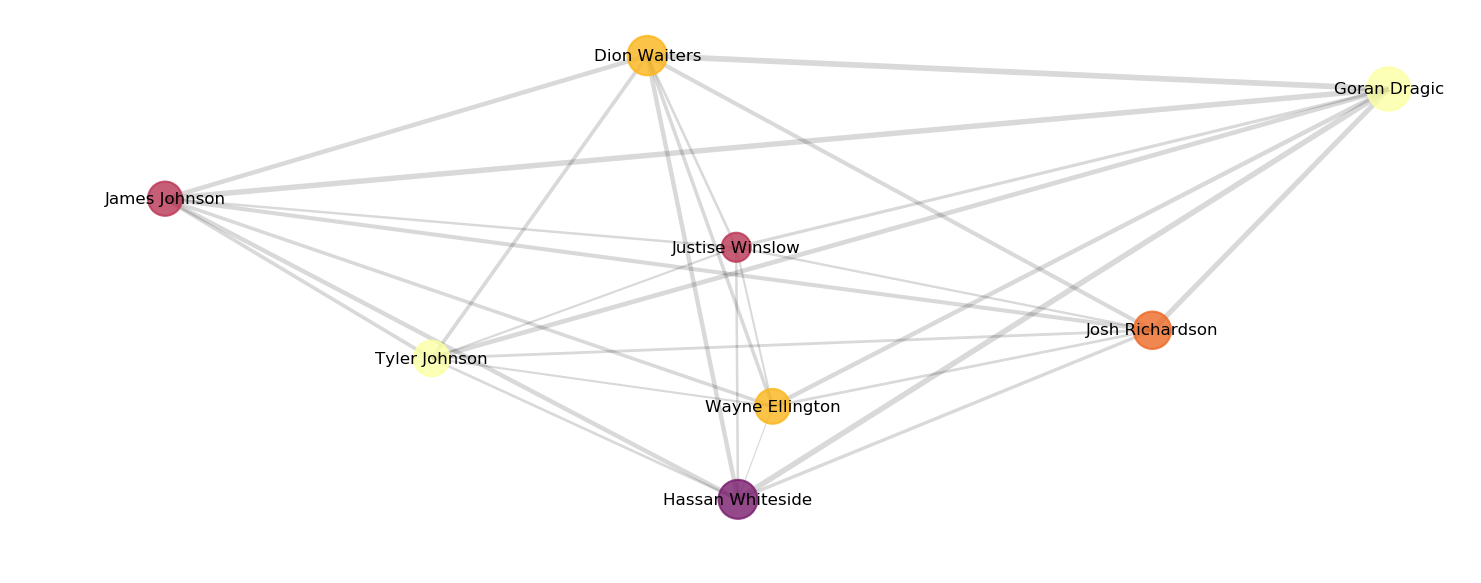 Dion Waiters
Goran Dragic
James Johnson
Justise Winslow
Josh Richardson
Tyler Johnson
Wayne Ellington
Hassan Whiteside